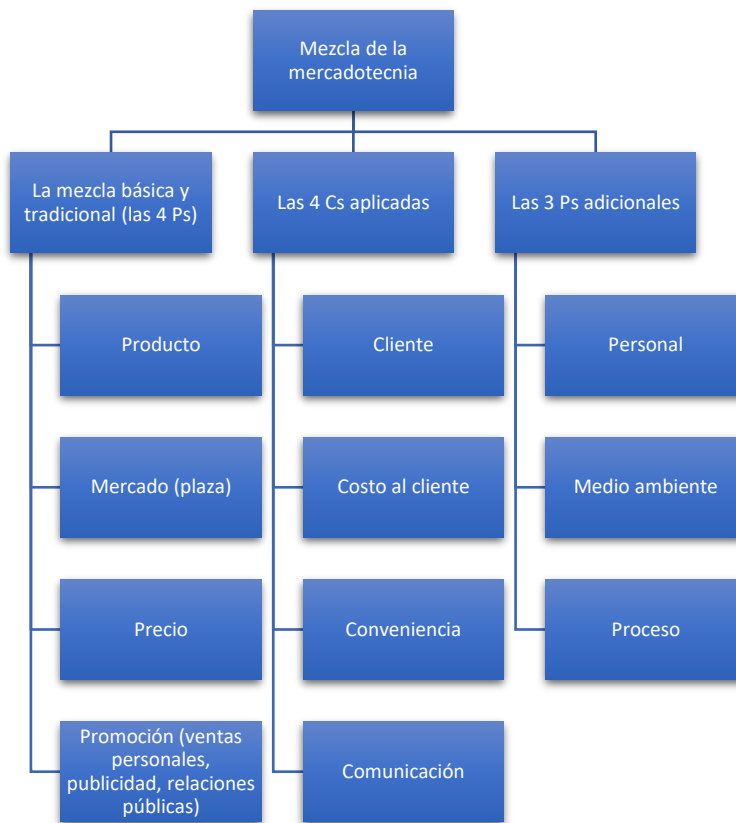 Mezcla de la
mercadotecnia
La mezcla básica y
tradicional (las 4 Ps)
Producto
Mercado (plaza)
Precio
Promoción (ventas
personales,
publicidad, relaciones
públicas)
Las 4 Cs aplicadas
Cliente
Costo al cliente
Conveniencia
Comunicación
Las 3 Ps adicionales
Personal
Medio ambiente
Proceso